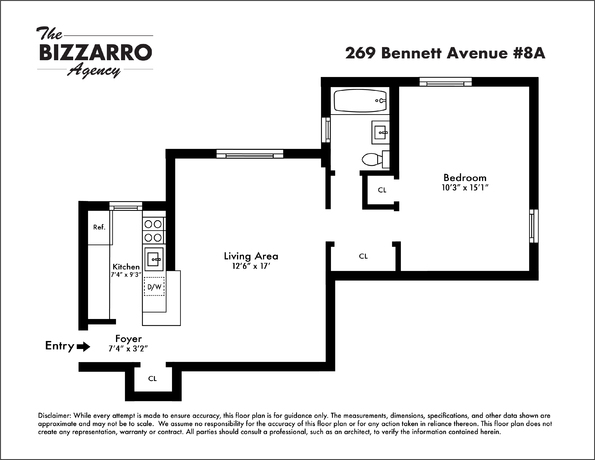 The
BIZZARRO
Agency
269 Bennett Avenue #8A
Bedroom
10'3" x 15'1"
CL
CL
Living Area
12'6" x 17'
Ref.
Kitchen
7'4" x 9'3"
D/W
Foyer
7'4" x 3'2"
Entry
CL
Disclaimer: While every attempt is made to ensure accuracy, this floor plan is for guidance only. The measurements, dimensions, specifications, and other data shown are
approximate and may not be to scale. We assume no responsibility for the accuracy of this floor plan or for any action taken in reliance thereon. This floor plan does not
create any representation, warranty or contract. All parties should consult a professional, such as an architect, to verify the information contained herein.